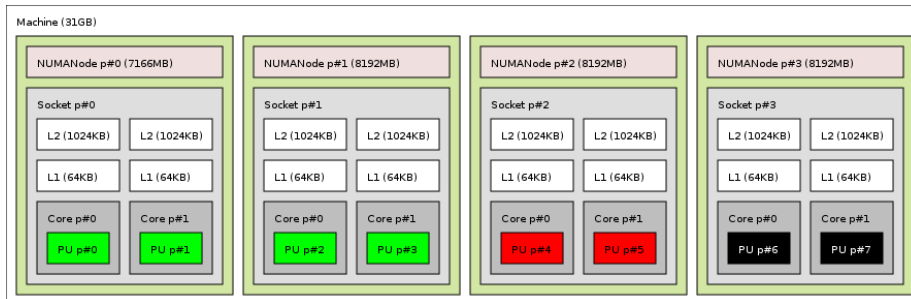 Machine (31GB)
NUMANode p#0 (7166MB)
Socket p#0
L2 (1024KB) L2 (1024KB)
L1 (64KB) L1 (64KB)
Core p#0 Core p#1
PU p#0 PU p#1
NUMANode p#1 (8192MB)
Socket p#1
L2 (1024KB) L2 (1024KB)
L1 (64KB) L1 (64KB)
Core p#0 Core p#1
PU p#2 PU p#3
NUMANode p#2 (8192MB)
Socket p#2
L2 (1024KB) L2 (1024KB)
L1 (64KB) L1 (64KB)
Core p#0 Core p#1
PU p#4 PU p#5
NUMANode p#3 (8192MB)
Socket p#3
L2 (1024KB) L2 (1024KB)
L1 (64KB) L1 (64KB)
Core p#0 Core p#1
PU p#6 PU p#7